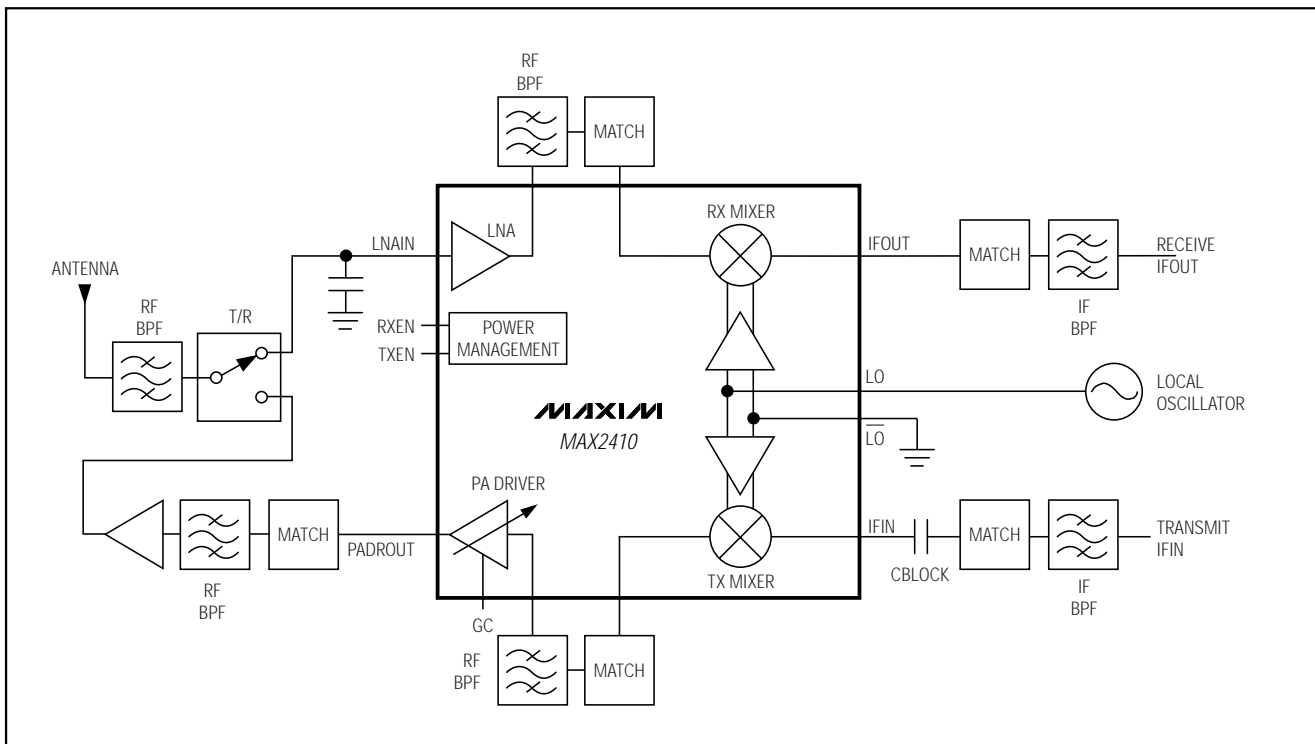 RF
BPF
MATCH
LNA
RX MIXER
LNAIN
IFOUT
MATCH
RECEIVE
IFOUT
ANTENNA
RF
BPF
T/R
IF
BPF
RXEN
TXEN
POWER
MANAGEMENT
LO
LOCAL
OSCILLATOR
MAXIM
MAX2410
LO
PA DRIVER
MATCH
PADROUT
IFIN
MATCH
TRANSMIT
IFIN
CBLOCK
TX MIXER
RF
BPF
IF
BPF
GC
RF
BPF
MATCH